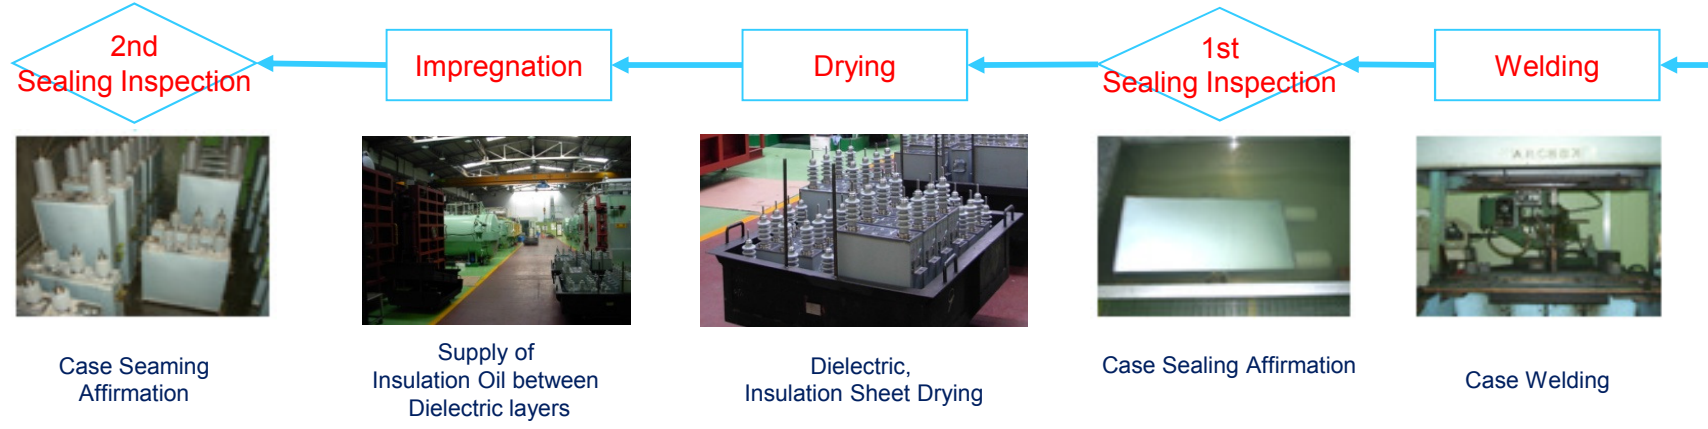 2nd
Sealing Inspection
Impregnation
Drying
1st
Sealing Inspection
Welding
ARCBOX
Case Seaming
Affirmation
Supply of
Insulation Oil between
Dielectric layers
Dielectric,
Insulation Sheet Drying
Case Sealing Affirmation
Case Welding